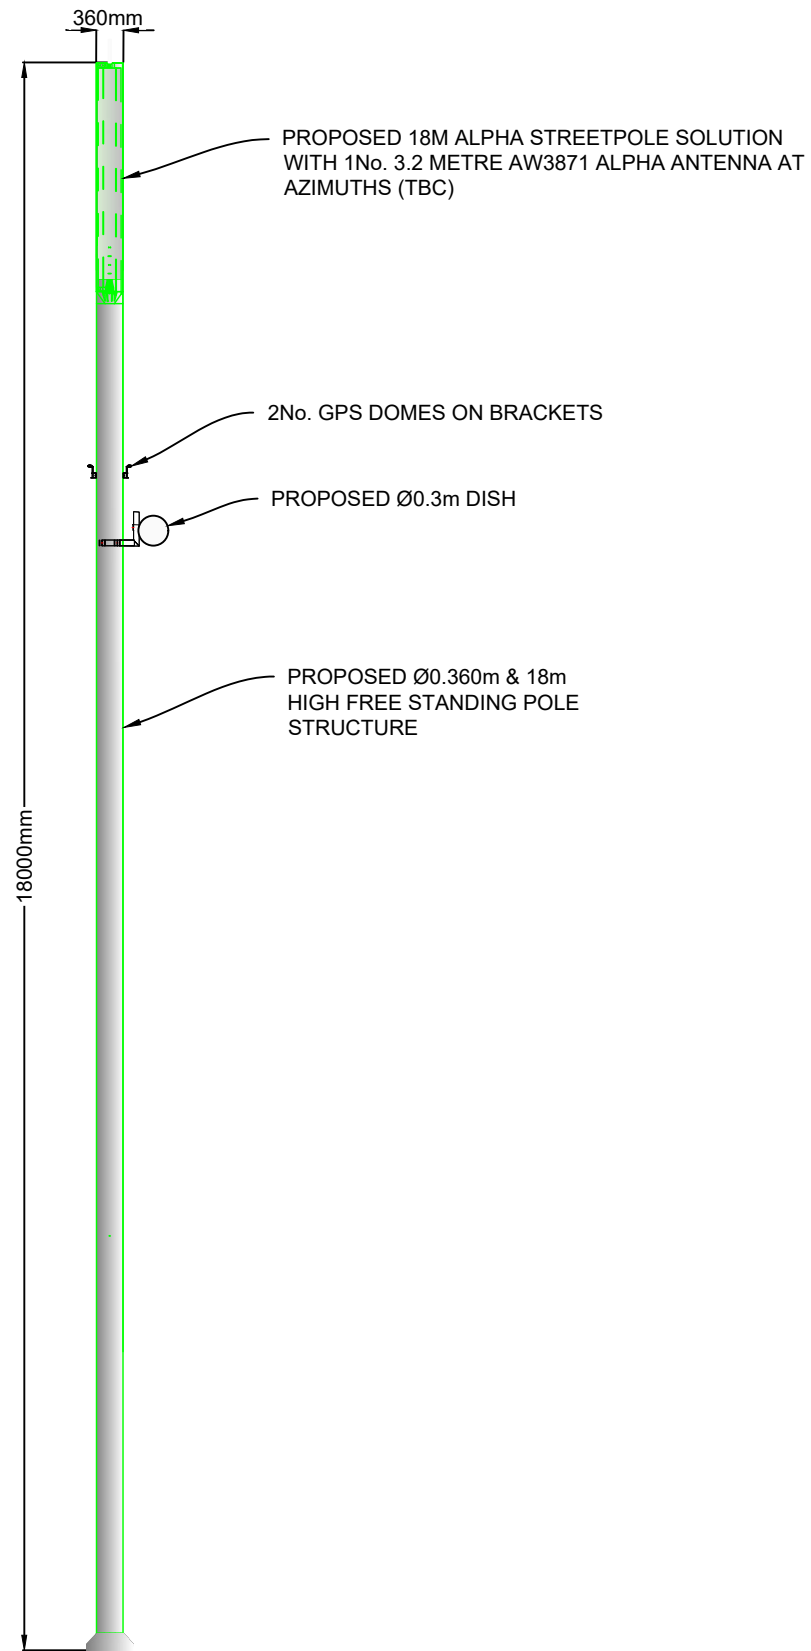 360mm
PROPOSED 18M ALPHA STREETPOLE SOLUTION
WITH 1No. 3.2 METRE AW3871 ALPHA ANTENNA AT
AZIMUTHS (TBC)
2No. GPS DOMES ON BRACKETS
PROPOSED Ø0.3m DISH
PROPOSED Ø0.360m & 18m
HIGH FREE STANDING POLE
STRUCTURE
18000mm